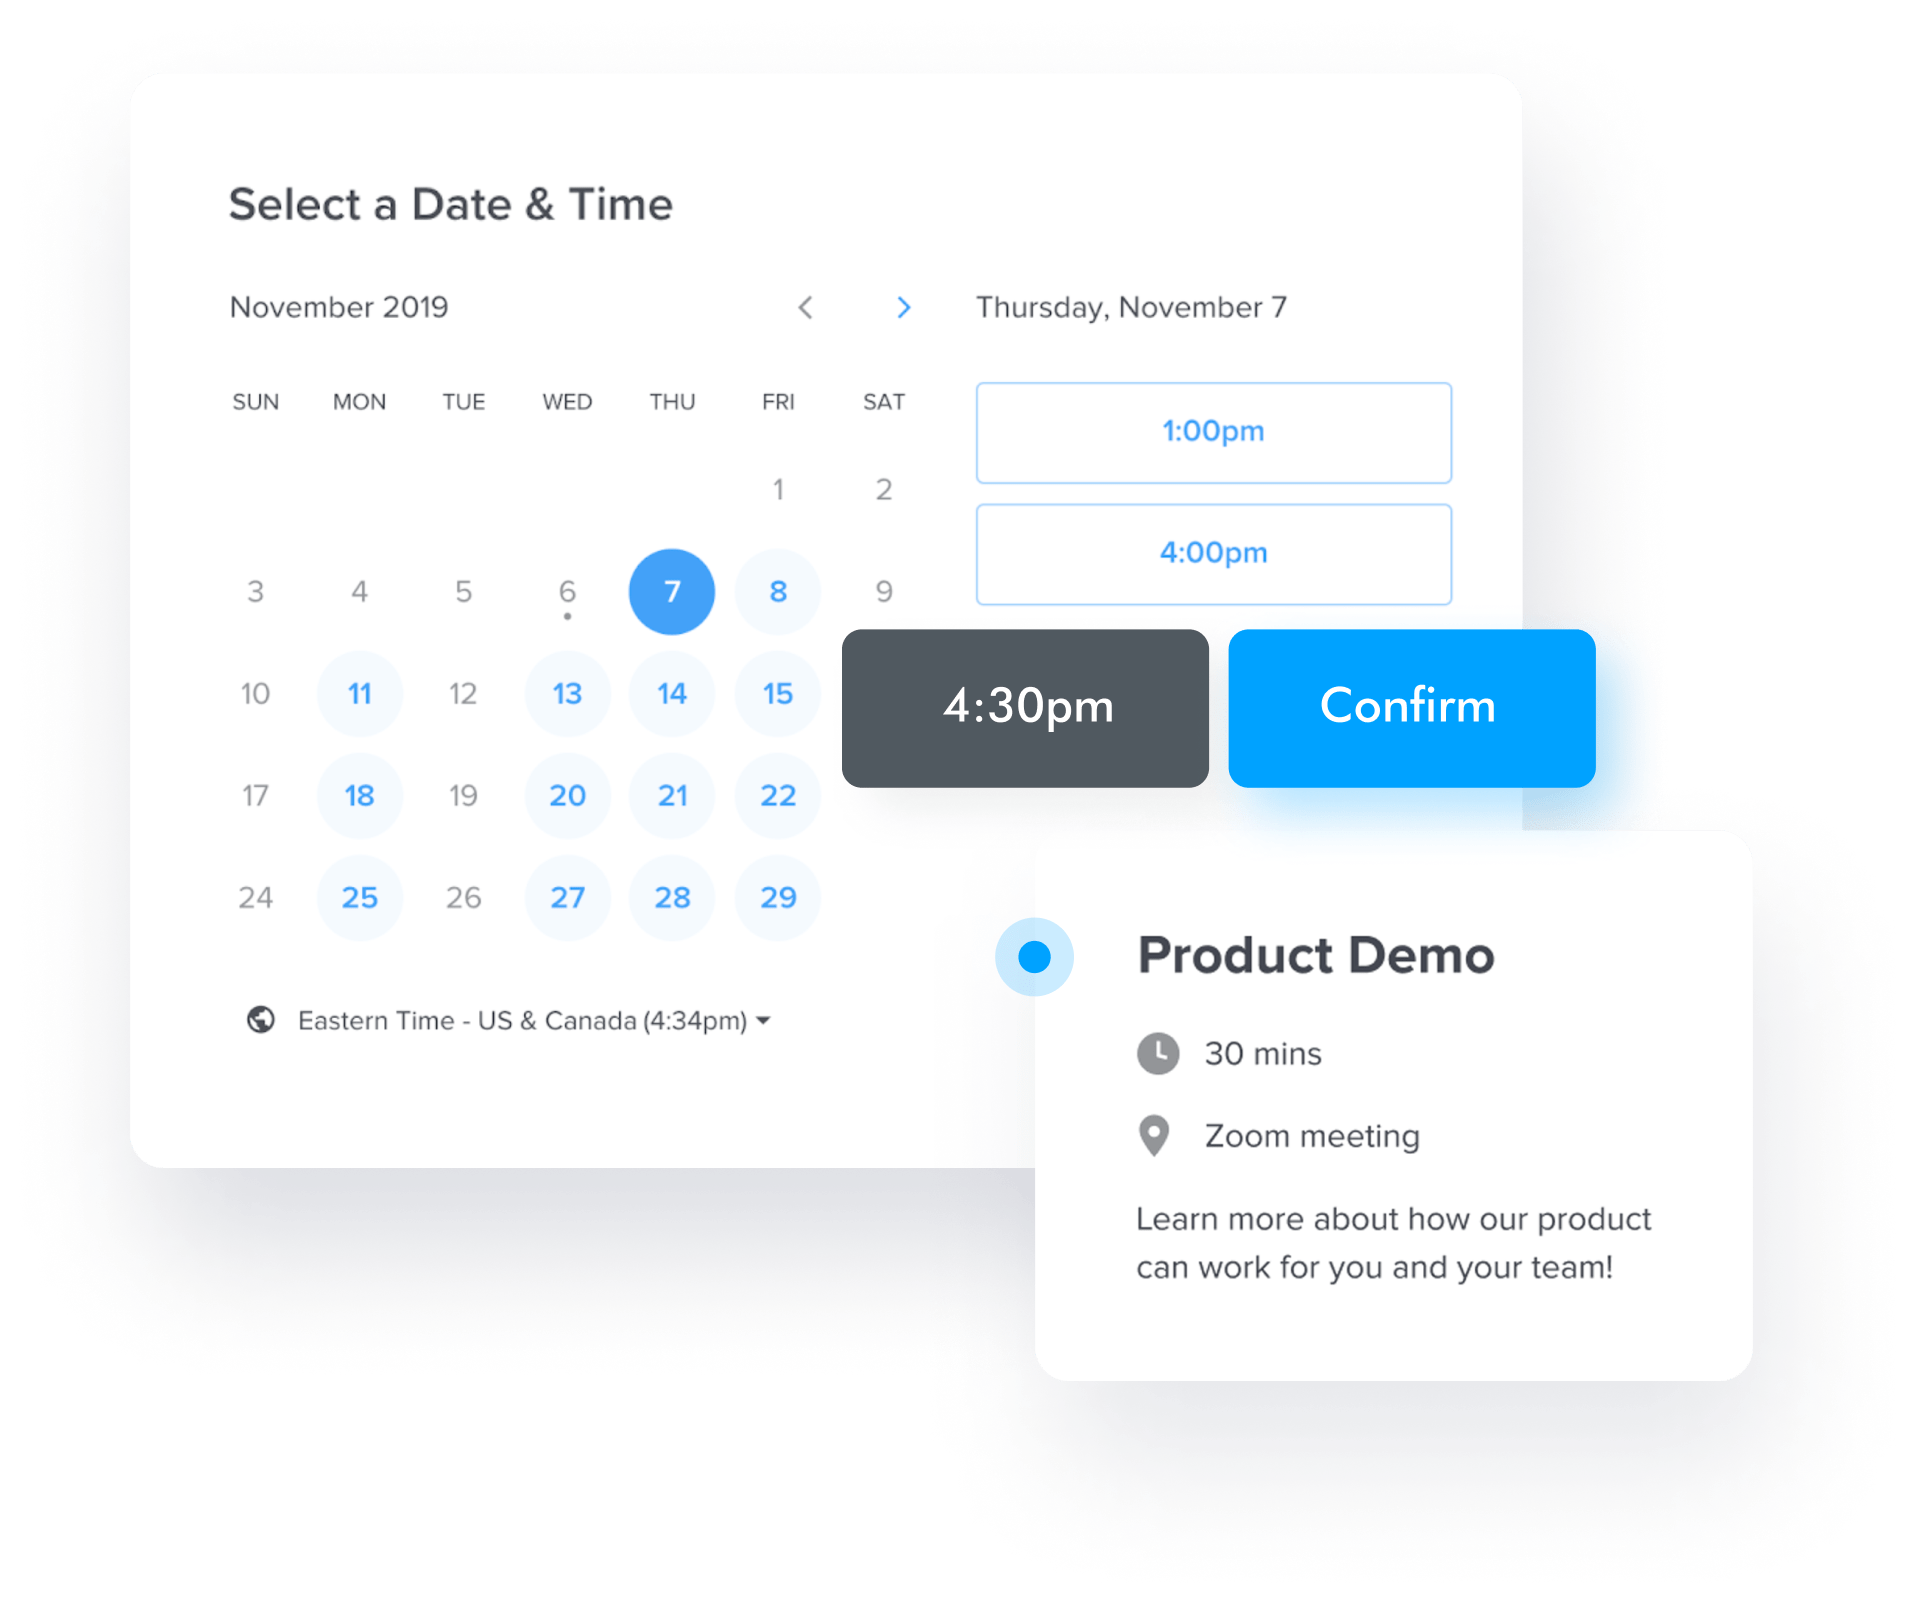 Select a Date & Time
November 2019
SUN MON TUE WED THU FRI SAT
1 2
3 4 5 6 7 8 9
10 11 12 13 14 15
17 18 19 20 21 22
24 25 26 27 28 29
Eastern Time - US & Canada (4:34pm)
Thursday, November 7
1:00pm
4:00pm
4:30pm Confirm
Product Demo
30 mins
Zoom meeting
Learn more about how our product
can work for you and your team!